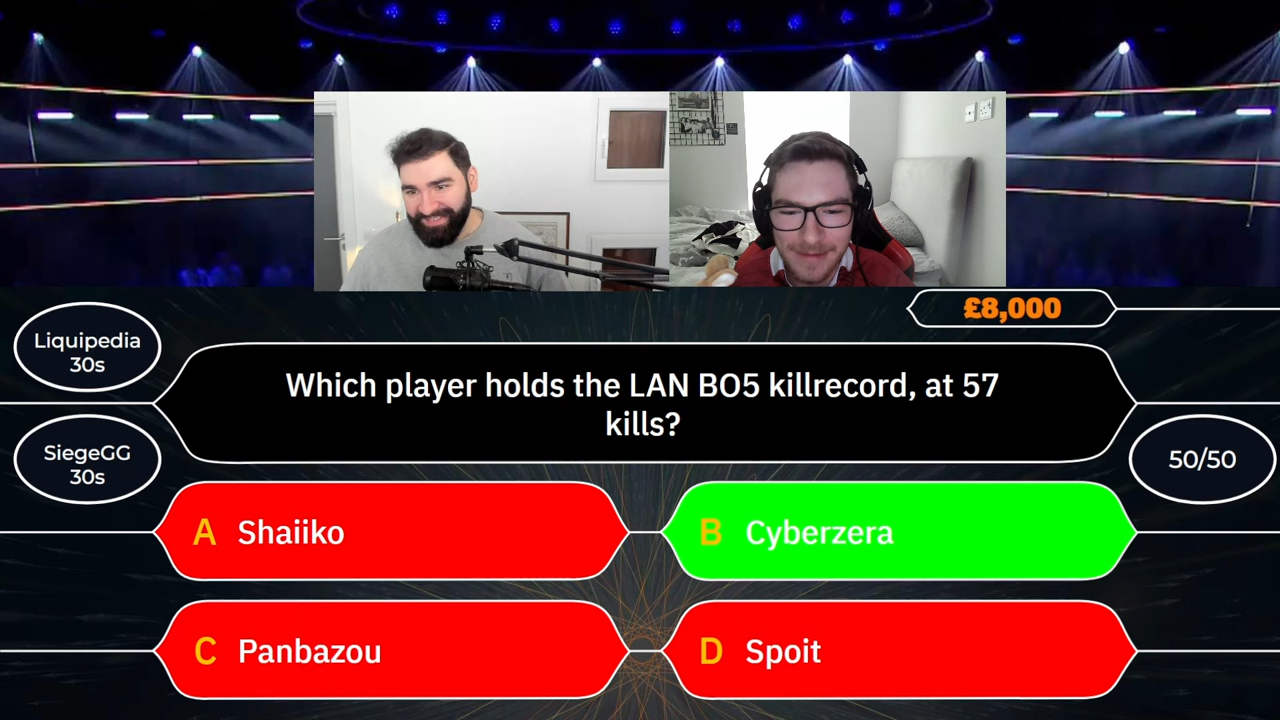 £8,000
Liquipedia
30s
Which player holds the LAN BO5 killrecord, at 57
kills?
SiegeGG
30s
50/50
A Shaiiko
B Cyberzera
C Panbazou
D Spoit